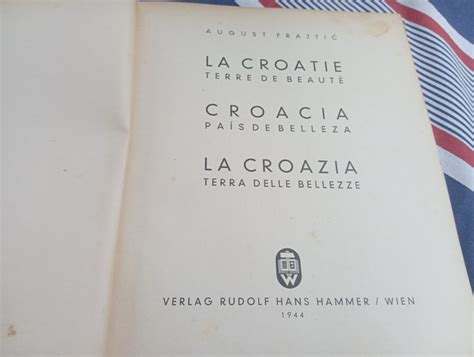 AUGUST FRAJTIĆ
LA CROATIE
TERRE DE BEAUTÈ
CROACIA
PAÍS DE BELLEZA
LA CROAZIA
TERRA DELLE BELLEZZE
W
VERLAG RUDOLF HANS HAMMER / WIEN
1944